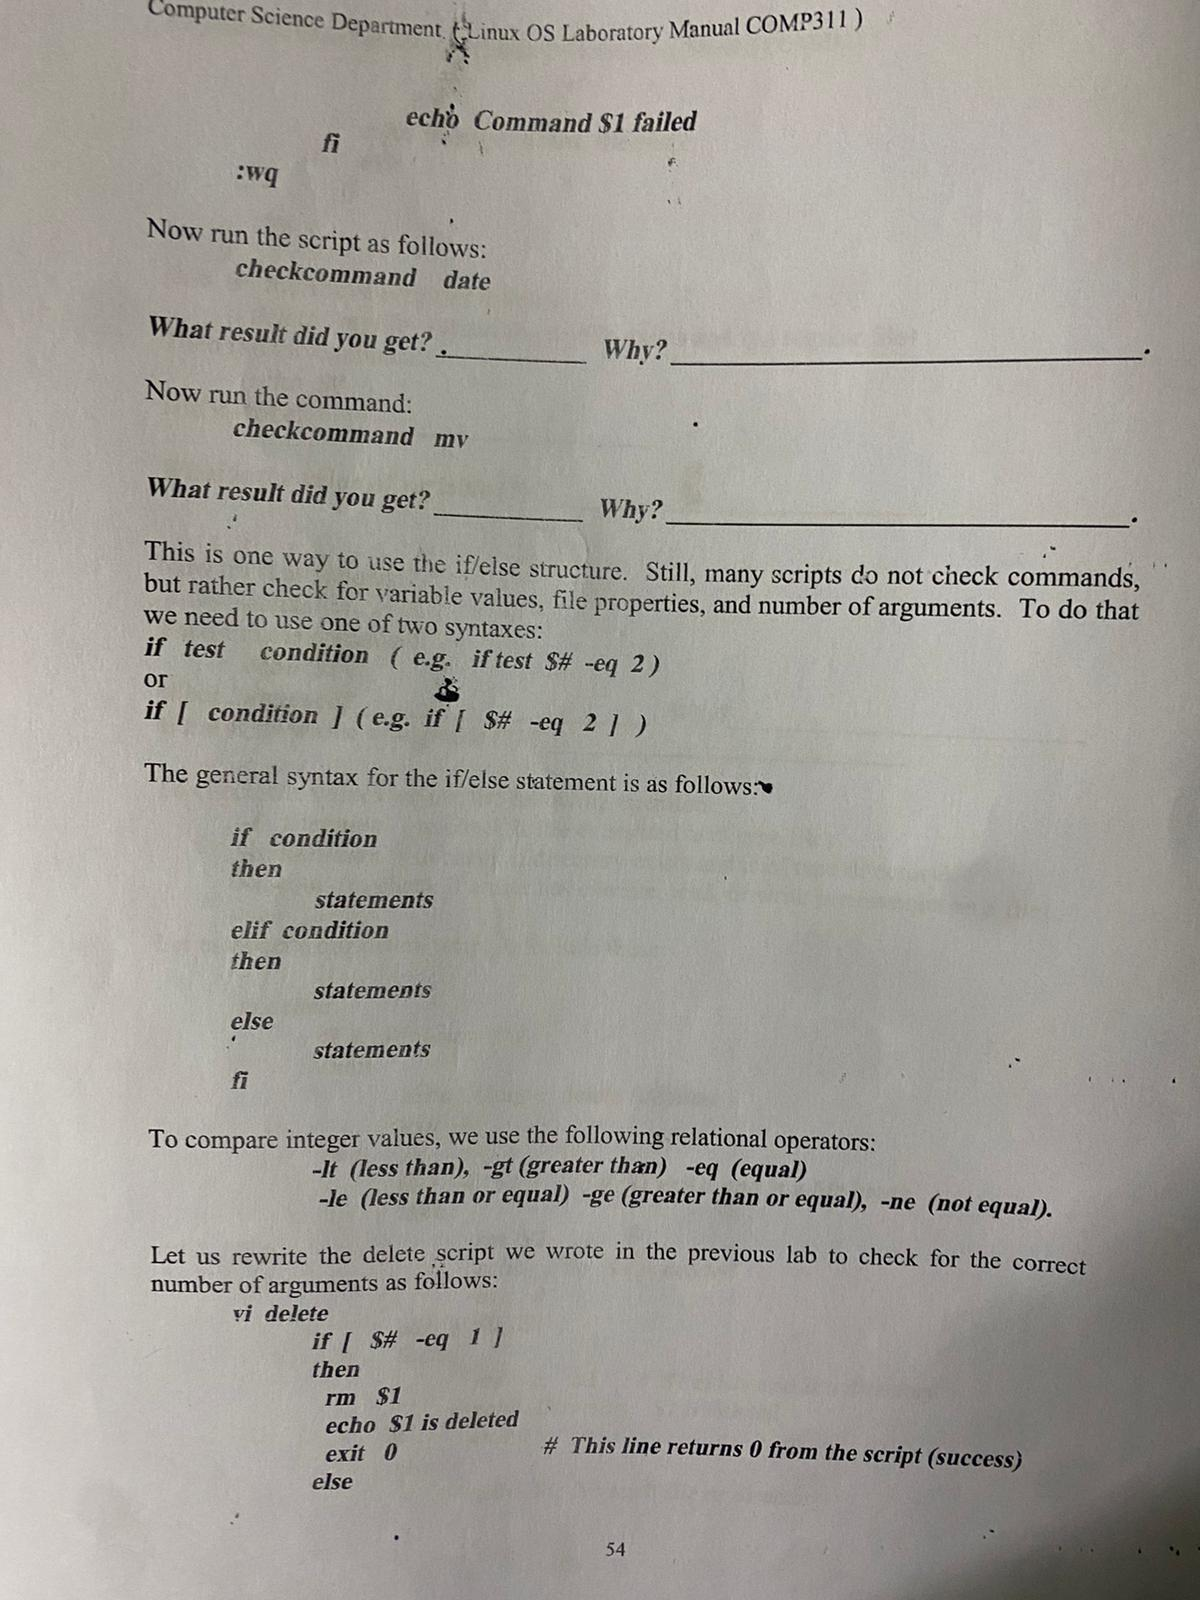 Computer Science Department (Linux OS Laboratory Manual COMP311 )
echo Command $1 failed
fi
:wq
Now run the script as follows:
checkcommand date
What result did you get? ____________ Why? ________________________________.
Now run the command:
checkcommand mv
What result did you get? ____________ Why? ________________________________.
This is one way to use the if/else structure. Still, many scripts do not check commands,
but rather check for variable values, file properties, and number of arguments. To do that
we need to use one of two syntaxes:
if test condition ( e.g. if test $# -eq 2 )
or
if [ condition ] ( e.g. if [ $# -eq 2 ] )
The general syntax for the if/else statement is as follows:
if condition
then
statements
elif condition
then
statements
else
statements
fi
To compare integer values, we use the following relational operators:
-lt (less than), -gt (greater than) -eq (equal)
-le (less than or equal) -ge (greater than or equal), -ne (not equal).
Let us rewrite the delete script we wrote in the previous lab to check for the correct
number of arguments as follows:
vi delete
if [ $# -eq 1 ]
then
rm $1
echo $1 is deleted
exit 0 # This line returns 0 from the script (success)
else
54